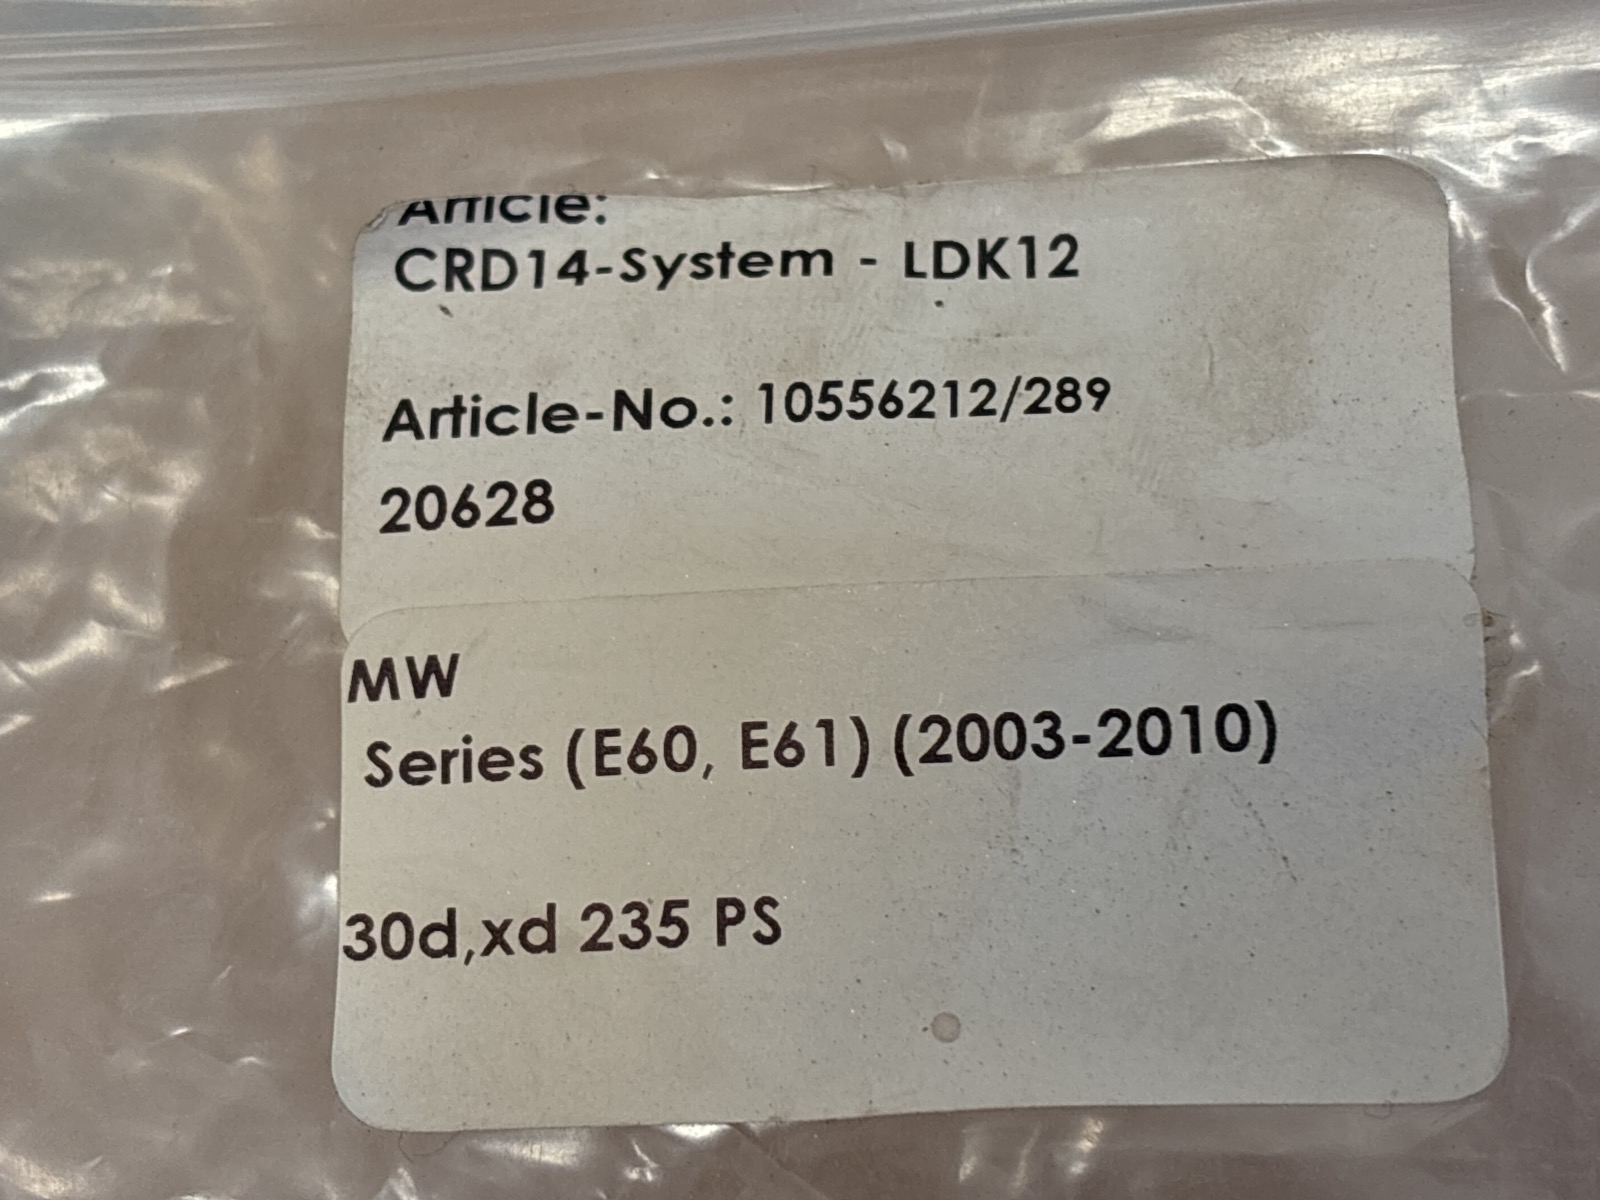 Article:
CRD14-System - LDK12
Article-No.: 10556212/289
20628
MW
Series (E60, E61) (2003-2010)
30d,xd 235 PS